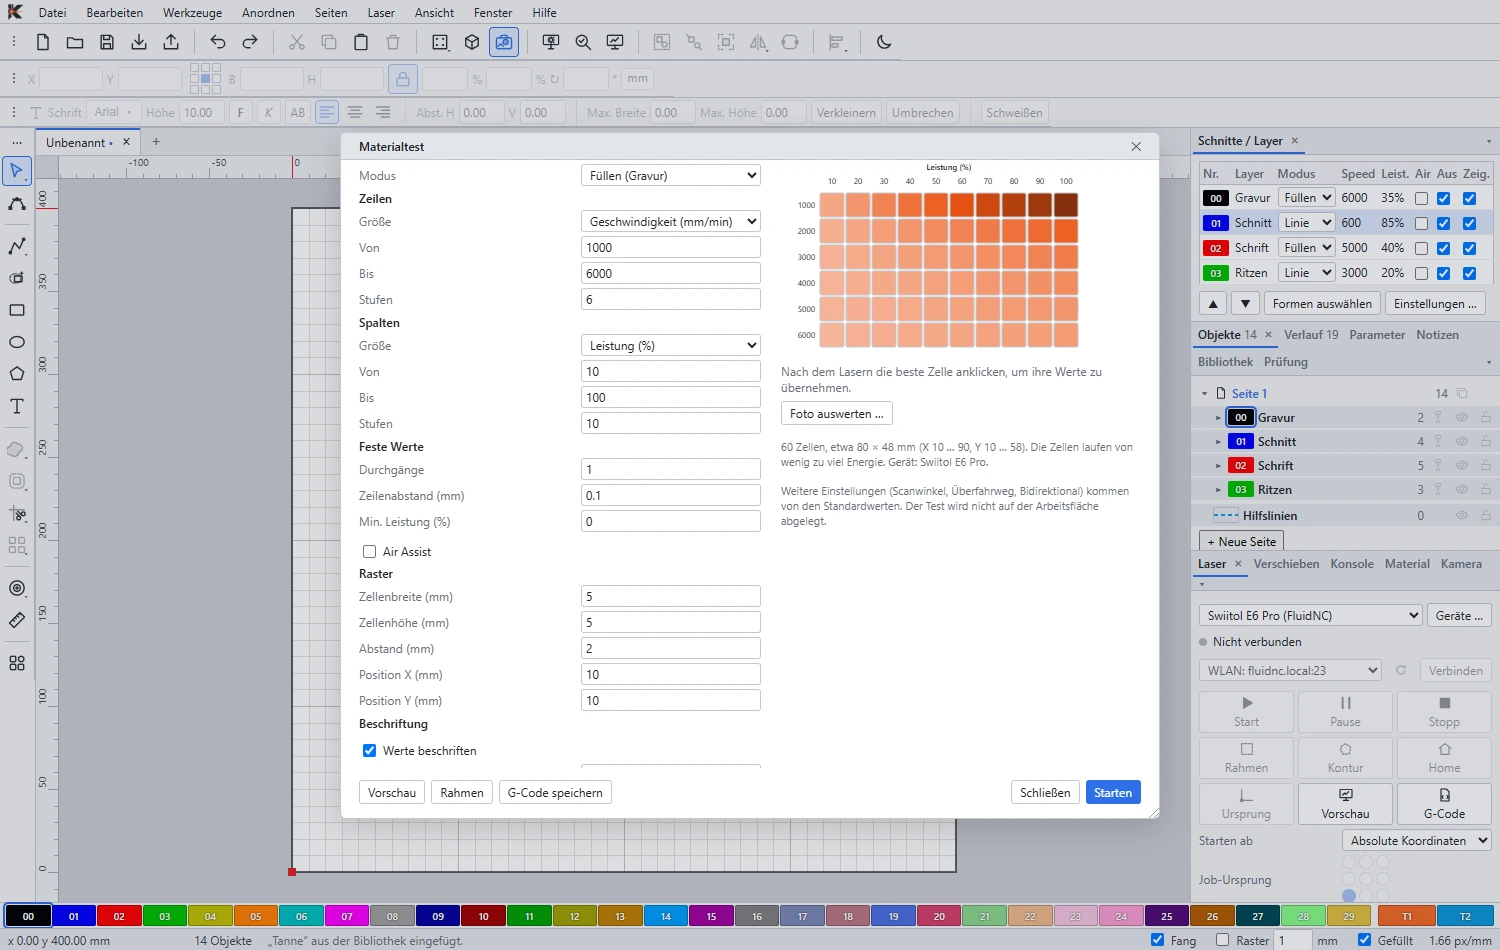 Datei Bearbeiten Werkzeuge Anordnen Seiten Laser Ansicht Fenster Hilfe
X Y B H % % ° mm
Schrift Arial Höhe 10.00 F K AB Abst. H 0.00 V 0.00 Max. Breite 0.00 Max. Höhe 0.00 Verkleinern Umbrechen Schweißen
Unbenannt • × +
-100 -50 0
400
350
300
250
200
150
100
50
0
Materialtest
Modus Füllen (Gravur)
Zeilen
Größe Geschwindigkeit (mm/min)
Von 1000
Bis 6000
Stufen 6
Spalten
Größe Leistung (%)
Von 10
Bis 100
Stufen 10
Feste Werte
Durchgänge 1
Zeilenabstand (mm) 0.1
Min. Leistung (%) 0
Air Assist
Raster
Zellenbreite (mm) 5
Zellenhöhe (mm) 5
Abstand (mm) 2
Position X (mm) 10
Position Y (mm) 10
Beschriftung
Werte beschriften
Leistung (%)
10 20 30 40 50 60 70 80 90 100
1000
2000
3000
4000
5000
6000
Nach dem Lasern die beste Zelle anklicken, um ihre Werte zu
übernehmen.
Foto auswerten ...
60 Zellen, etwa 80 × 48 mm (X 10 ... 90, Y 10 ... 58). Die Zellen laufen von
wenig zu viel Energie. Gerät: Swiitol E6 Pro.
Weitere Einstellungen (Scanwinkel, Überfahrweg, Bidirektional) kommen
von den Standardwerten. Der Test wird nicht auf der Arbeitsfläche
abgelegt.
Vorschau Rahmen G-Code speichern Schließen Starten
Schnitte / Layer ×
Nr. Layer Modus Speed Leist. Air Aus Zeig.
00 Gravur Füllen 6000 35%
01 Schnitt Linie 600 85%
02 Schrift Füllen 5000 40%
03 Ritzen Linie 3000 20%
▲ ▼ Formen auswählen Einstellungen ...
Objekte 14 × Verlauf 19 Parameter Notizen
Bibliothek Prüfung
Seite 1 14
00 Gravur 2
01 Schnitt 4
02 Schrift 5
03 Ritzen 3
Hilfslinien 0
+ Neue Seite
Laser × Verschieben Konsole Material Kamera
Swiitol E6 Pro (FluidNC) Geräte ...
Nicht verbunden
WLAN: fluidnc.local:23 Verbinden
Start Pause Stopp
Rahmen Kontur Home
Ursprung Vorschau G-Code
Starten ab Absolute Koordinaten
Job-Ursprung
00 01 02 03 04 05 06 07 08 09 10 11 12 13 14 15 16 17 18 19 20 21 22 23 24 25 26 27 28 29 T1 T2
x 0.00 y 400.00 mm 14 Objekte „Tanne“ aus der Bibliothek eingefügt. Fang Raster 1 mm Gefüllt 1.66 px/mm